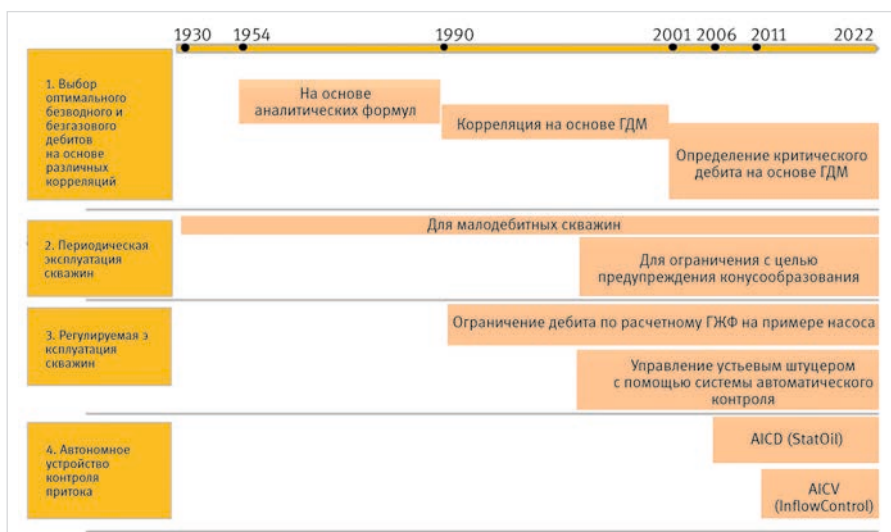 1930 1954 1990 2001 2006 2011 2022
1. Выбор
оптимального
безводного и
безгазового
дебитов
на основе
различных
корреляций
На основе
аналитических формул
Корреляция на основе ГДМ
Определение критического
дебита на основе ГДМ
2. Периодическая
эксплуатация
скважин
Для малодебитных скважин
Для ограничения с целью
предупреждения конусообразования
3. Регулируемая э
ксплуатация
скважин
Ограничение дебита по расчетному ГЖФ на примере насоса
Управление устьевым штуцером
с помощью системы автоматического
контроля
4. Автономное
устройство
контроля
притока
AICD (StatOil)
AICV
(InflowControl)